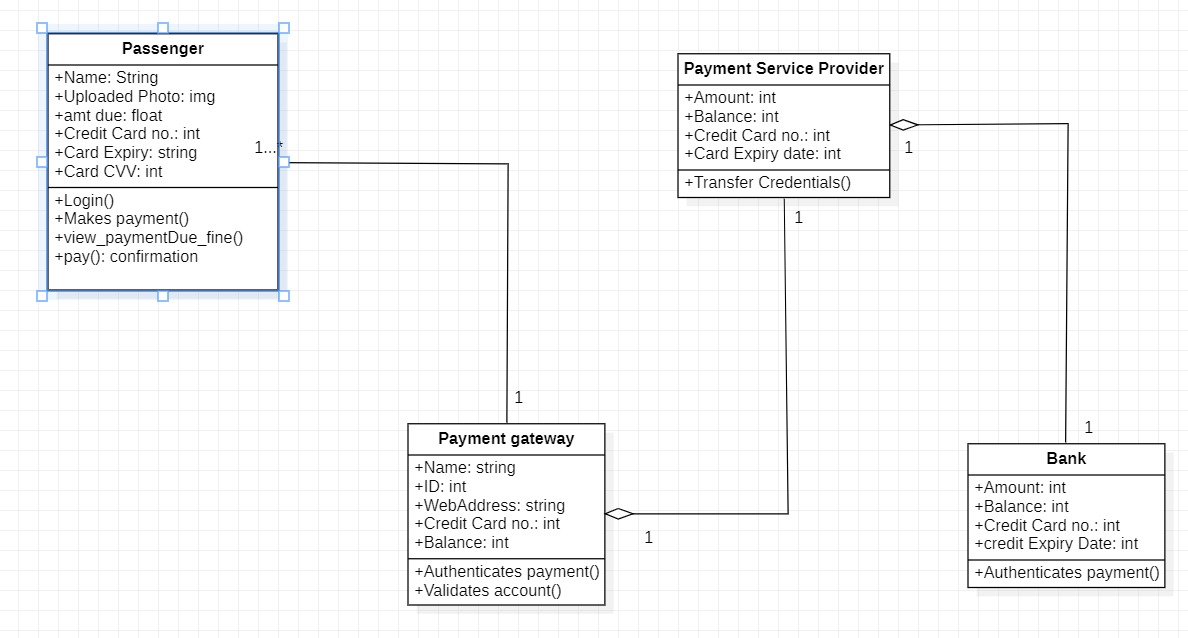 Passenger
+Name: String
+Uploaded Photo: img
+amt due: float
+Credit Card no.: int
+Card Expiry: string
+Card CVV: int
+Login()
+Makes payment()
+view_paymentDue_fine()
+pay(): confirmation
1...*
1
Payment gateway
+Name: string
+ID: int
+WebAddress: string
+Credit Card no.: int
+Balance: int
+Authenticates payment()
+Validates account()
1
Payment Service Provider
+Amount: int
+Balance: int
+Credit Card no.: int
+Card Expiry date: int
+Transfer Credentials()
1
1
1
Bank
+Amount: int
+Balance: int
+Credit Card no.: int
+credit Expiry Date: int
+Authenticates payment()